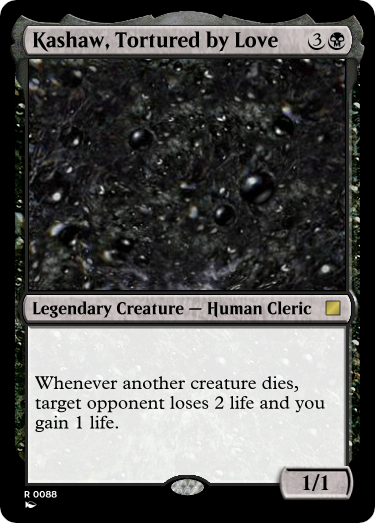 Kashaw, Tortured by Love 3
Legendary Creature — Human Cleric
Whenever another creature dies,
target opponent loses 2 life and you
gain 1 life.
1/1
R 0088